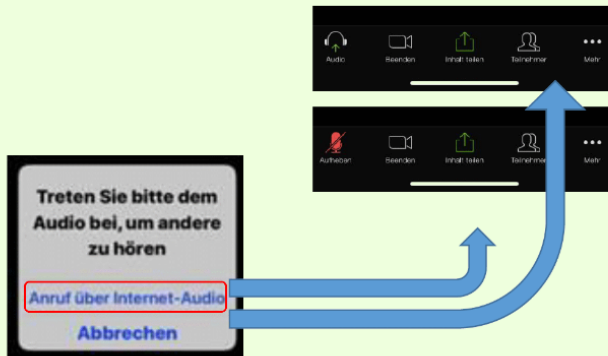 Audio Beenden Inhalt teilen Teilnehmer Mehr
Aufheben Beenden Inhalt teilen Teilnehmer Mehr
Treten Sie bitte dem
Audio bei, um andere
zu hören
Anruf über Internet-Audio
Abbrechen